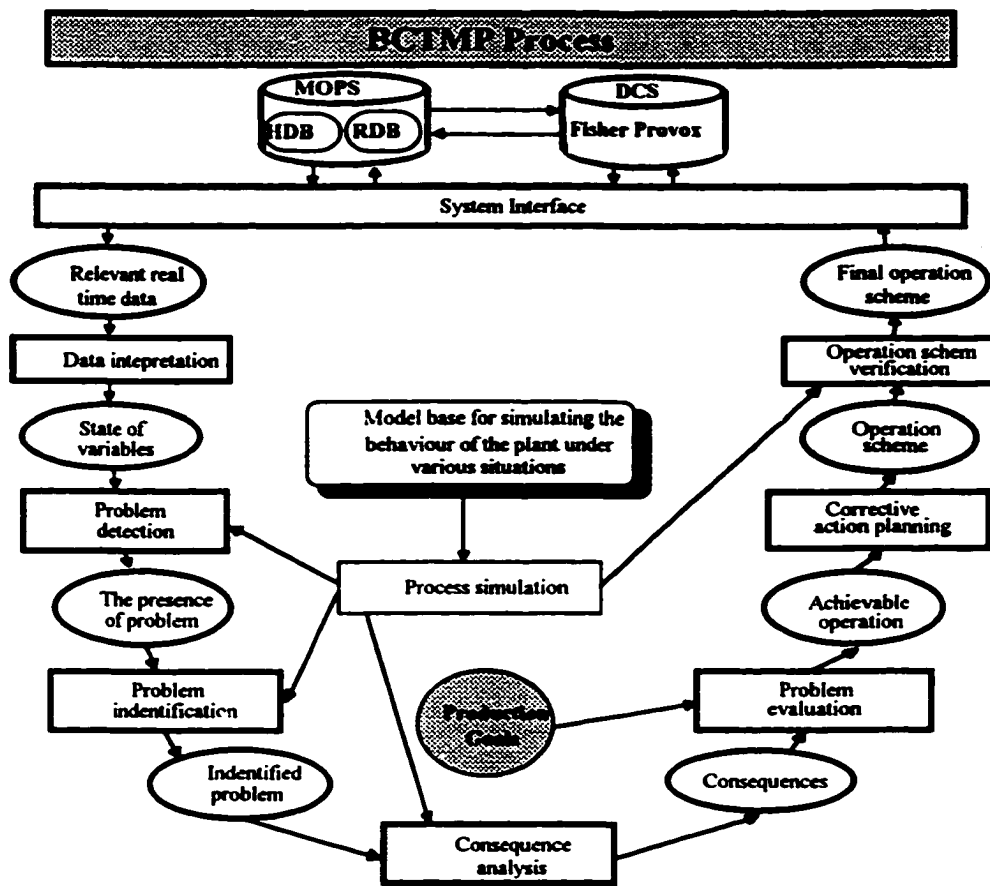 BCTMP Process
MOPS
DCS
HDB
RDB
Fisher Provox
System Interface
Relevant real
time data
Final operation
scheme
Data intepretation
Operation schem
verification
State of
variables
Model base for simulating the
behaviour of the plant under
various situations
Operation
scheme
Problem
detection
Corrective
action planning
Process simulation
The presence
of problem
Achievable
operation
Problem
indentification
Production
Goals
Problem
evaluation
Indentified
problem
Consequences
Consequence
analysis